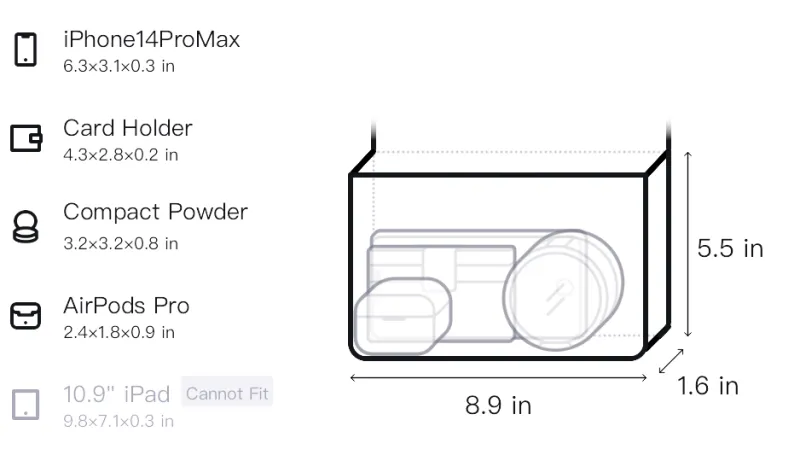 iPhone14ProMax
6.3×3.1×0.3 in
Card Holder
4.3×2.8×0.2 in
Compact Powder
3.2×3.2×0.8 in
AirPods Pro
2.4×1.8×0.9 in
10.9" iPad Cannot Fit
9.8×7.1×0.3 in
5.5 in
1.6 in
8.9 in